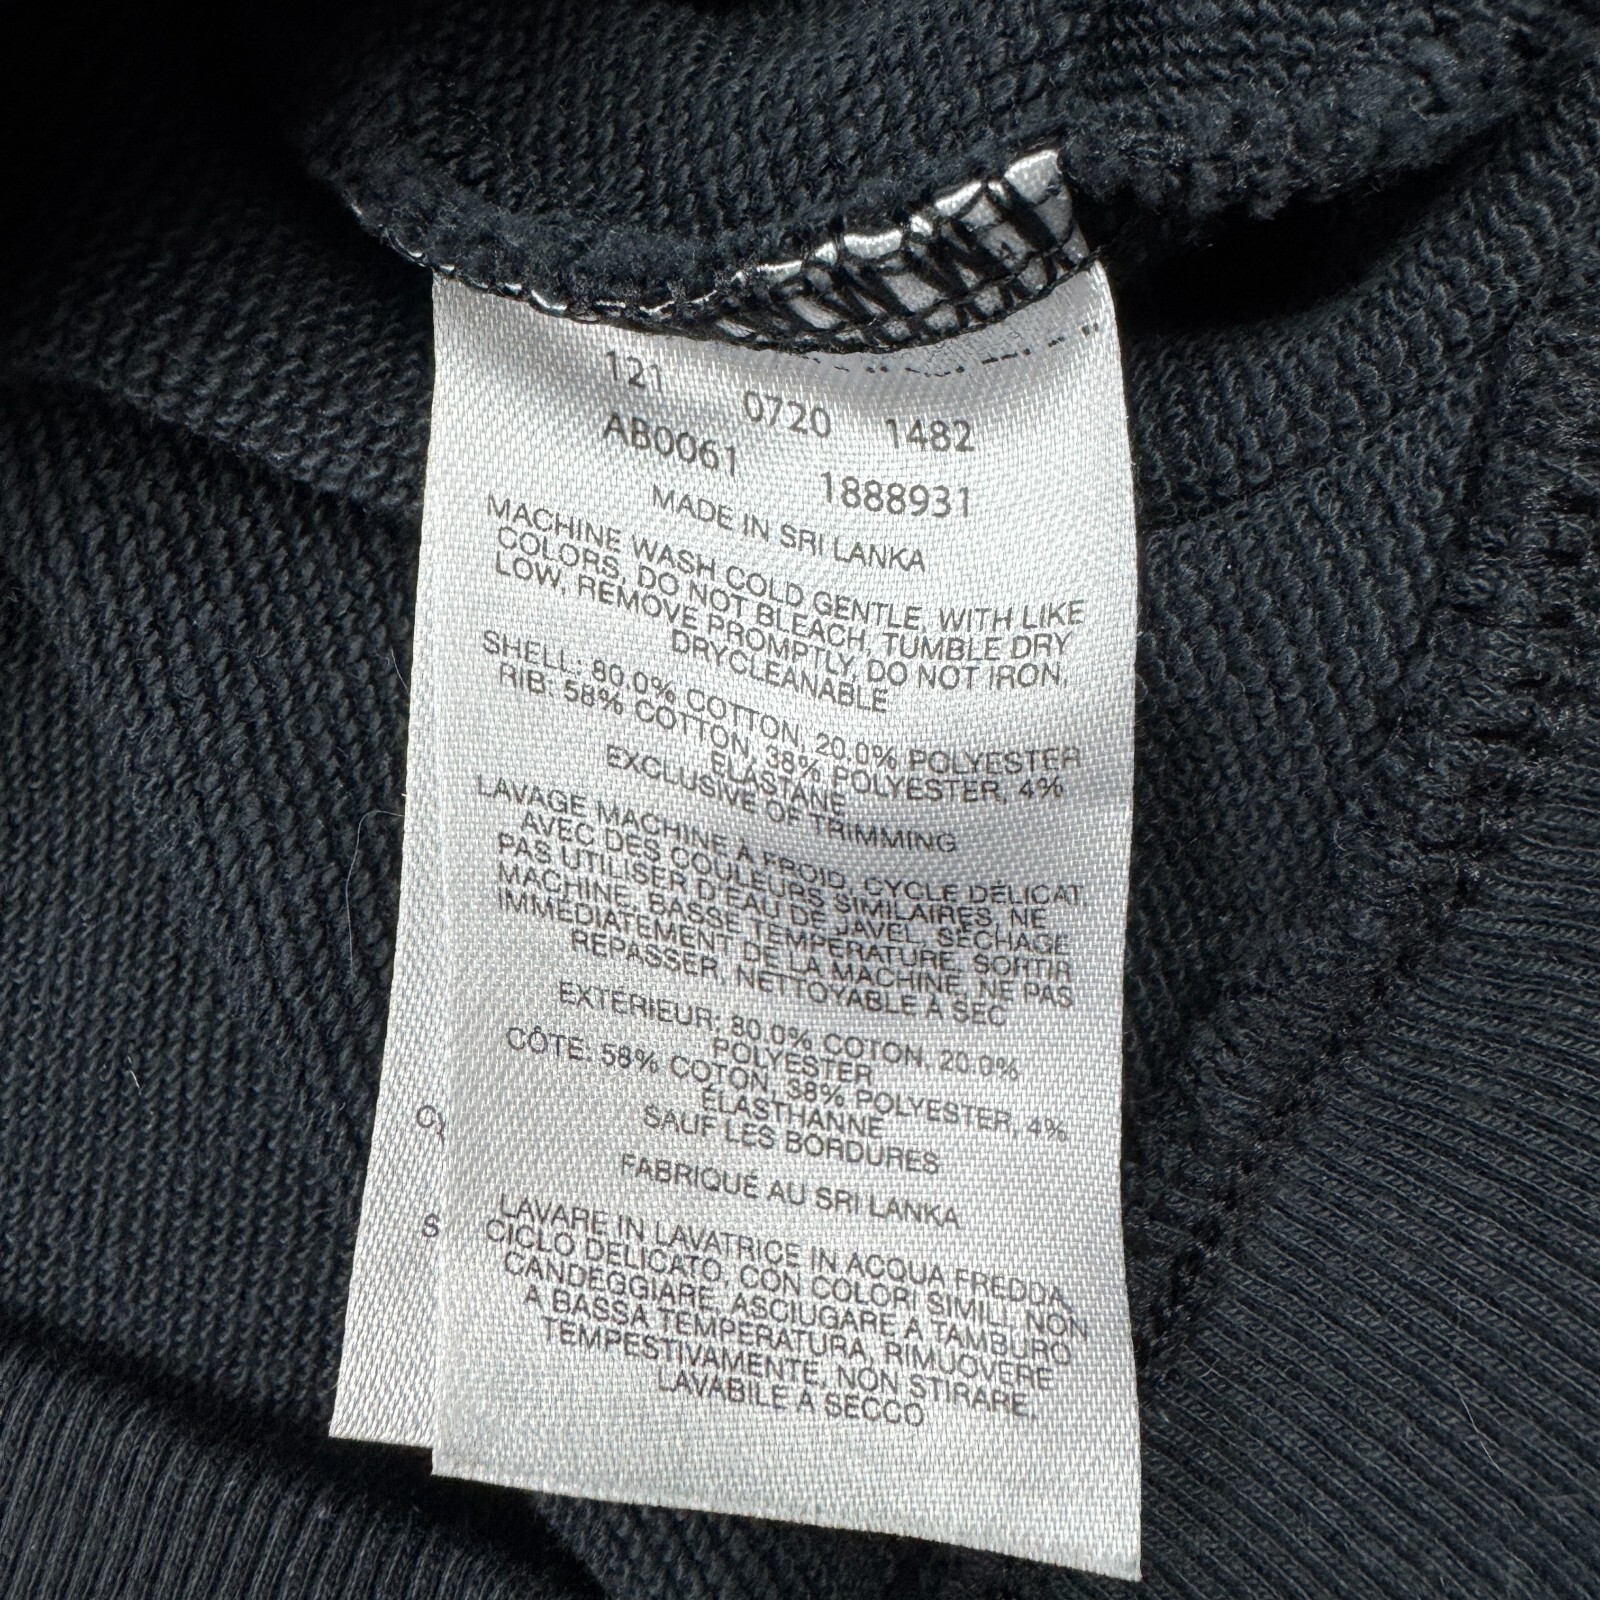 121 0720 1482
AB0061 1888931
MADE IN SRI LANKA
MACHINE WASH COLD GENTLE, WITH LIKE
COLORS, DO NOT BLEACH, TUMBLE DRY
LOW, REMOVE PROMPTLY, DO NOT IRON,
DRYCLEANABLE
SHELL: 80.0% COTTON, 20.0% POLYESTER
RIB: 58% COTTON, 38% POLYESTER, 4%
ELASTANE
EXCLUSIVE OF TRIMMING
LAVAGE MACHINE À FROID, CYCLE DÉLICAT,
AVEC DES COULEURS SIMILAIRES, NE
PAS UTILISER D'EAU DE JAVEL, SÉCHAGE
MACHINE, BASSE TEMPÉRATURE, SORTIR
IMMÉDIATEMENT DE LA MACHINE, NE PAS
REPASSER, NETTOYABLE À SEC
EXTÉRIEUR: 80.0% COTON, 20.0%
POLYESTER
CÔTE: 58% COTON, 38% POLYESTER, 4%
ÉLASTHANNE
SAUF LES BORDURES
FABRIQUÉ AU SRI LANKA
LAVARE IN LAVATRICE IN ACQUA FREDDA,
CICLO DELICATO, CON COLORI SIMILI, NON
CANDEGGIARE, ASCIUGARE A TAMBURO
A BASSA TEMPERATURA, RIMUOVERE
TEMPESTIVAMENTE, NON STIRARE,
LAVABILE A SECCO
S